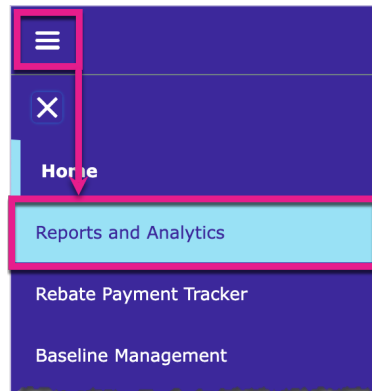 Home
Reports and Analytics
Rebate Payment Tracker
Baseline Management